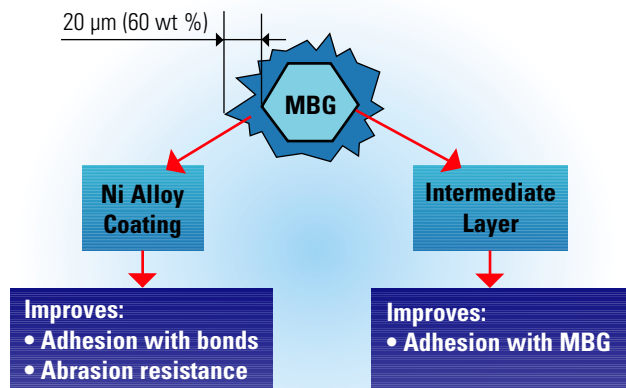 20 µm (60 wt %)
MBG
Ni Alloy
Coating
Intermediate
Layer
Improves:
• Adhesion with bonds
• Abrasion resistance
Improves:
• Adhesion with MBG